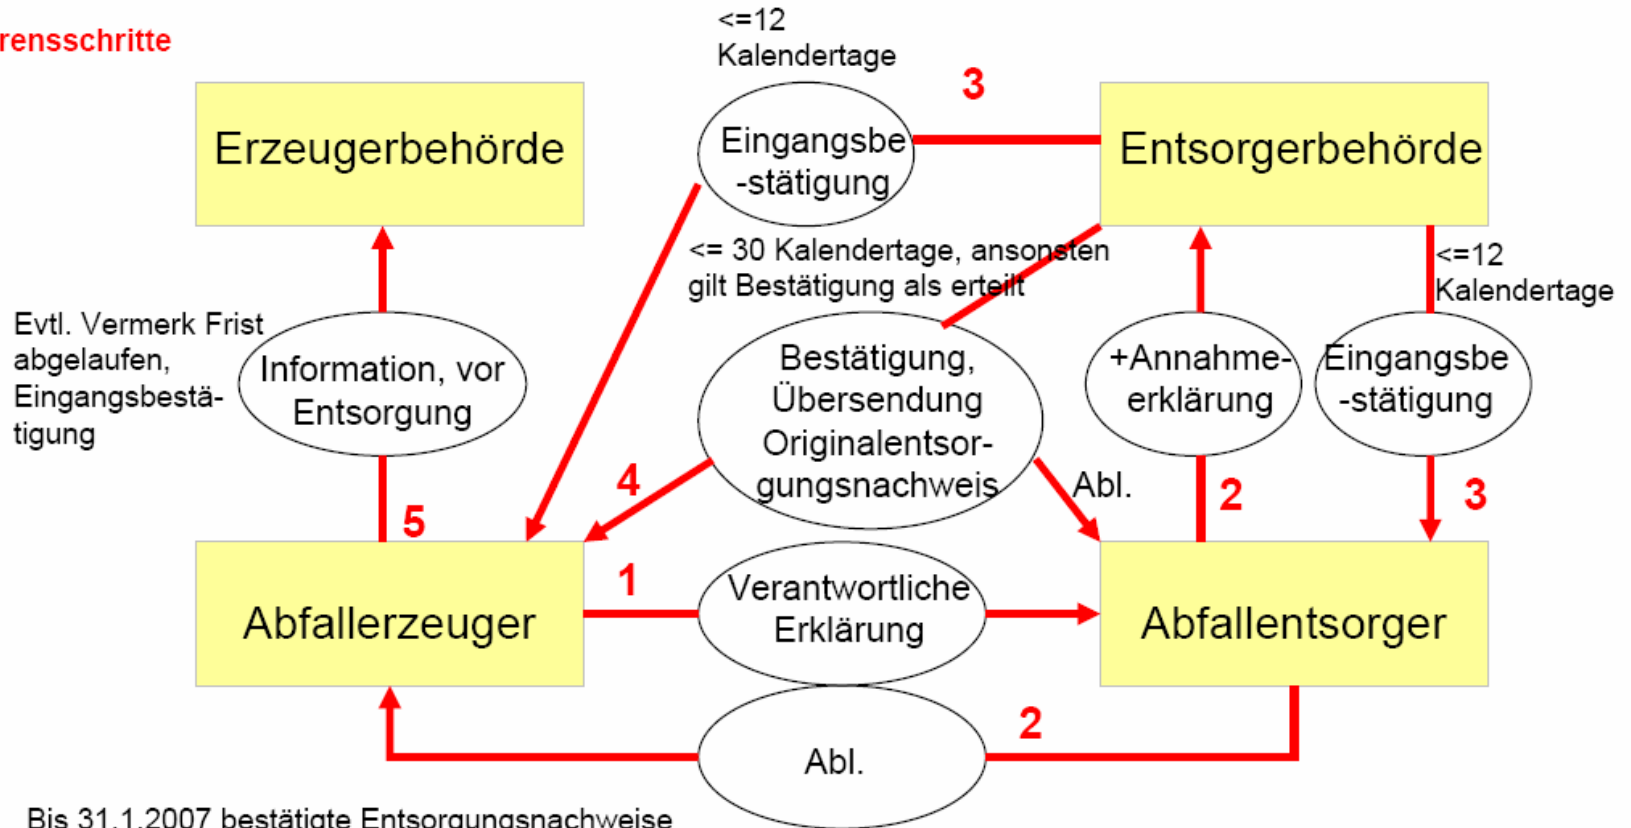 rensschritte
<=12
Kalendertage
3
Erzeugerbehörde
Eingangsbe
-stätigung
Entsorgerbehörde
<= 30 Kalendertage, ansonsten
gilt Bestätigung als erteilt
<=12
Kalendertage
Evtl. Vermerk Frist
abgelaufen,
Eingangsbestä-
tigung
Information, vor
Entsorgung
Bestätigung,
Übersendung
Originalentsor-
gungsnachweis
+Annahme-
erklärung
Eingangsbe
-stätigung
5
4
Abl.
2
3
Abfallerzeuger
1
Verantwortliche
Erklärung
Abfallentsorger
Abl.
2
Bis 31.1.2007 bestätigte Entsorgungsnachweise